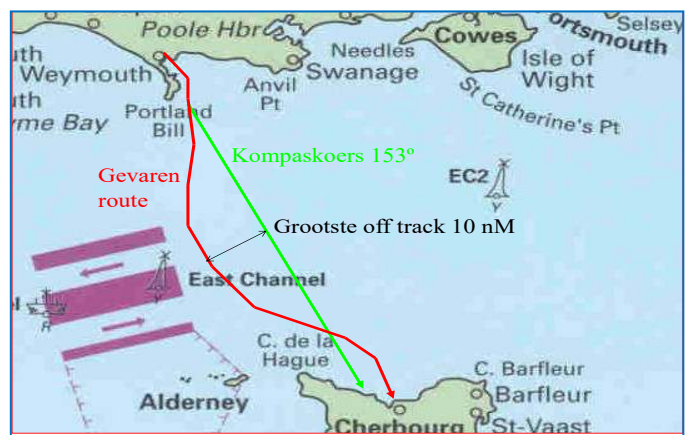 Poole Hbr
Cowes
ortsmouth
Selsey
uth
Weymouth
Needles
Isle of
Wight
Swanage
Anvil
Pt
St Catherine's Pt
uth
yme Bay
Portland
Bill
Kompaskoers 153º
Gevaren
route
EC2
Y
Grootste off track 10 nM
East Channel
Y
el
R
C. de la
Hague
C. Barfleur
Barfleur
Alderney
Cherbourg
St-Vaast